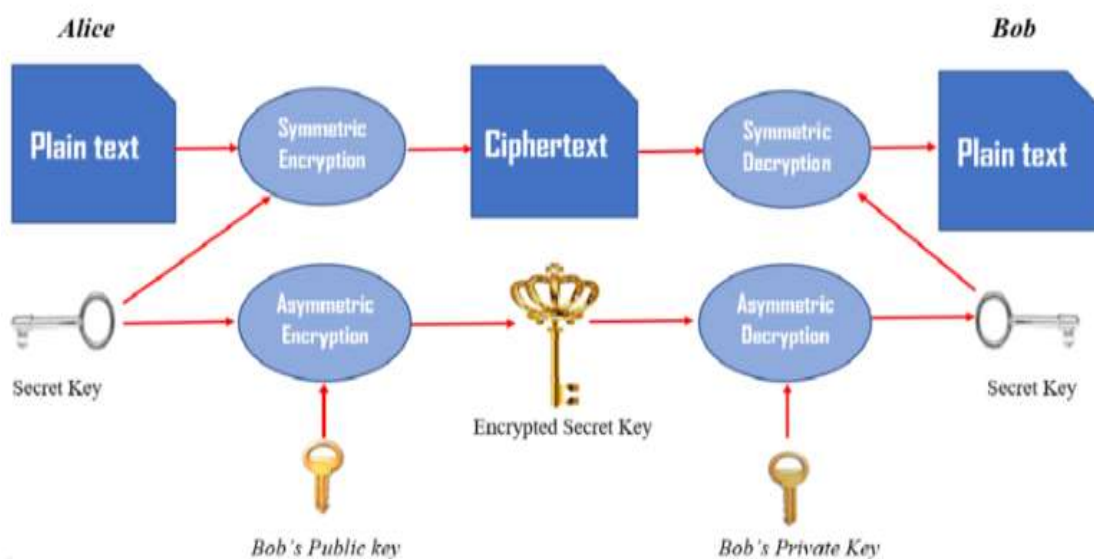 Alice
Bob
Plain text
Symmetric
Encryption
Ciphertext
Symmetric
Decryption
Plain text
Asymmetric
Encryption
Asymmetric
Decryption
Secret Key
Encrypted Secret Key
Secret Key
Bob's Public key
Bob's Private Key